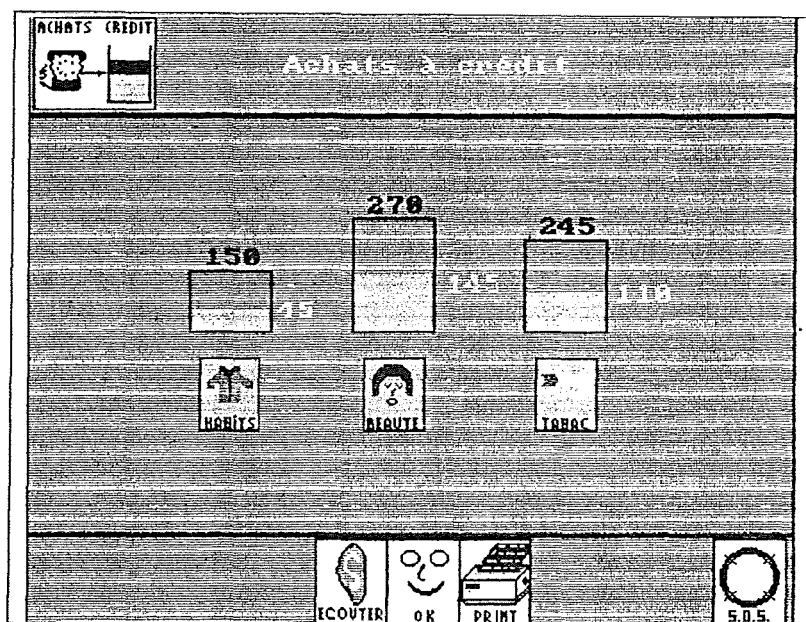 ACHATS CREDIT
Achats à crédit
270
245
150
145
110
45
HABITS
BEAUTE
TABAC
ECOUTER
OK
PRINT
S.O.S.